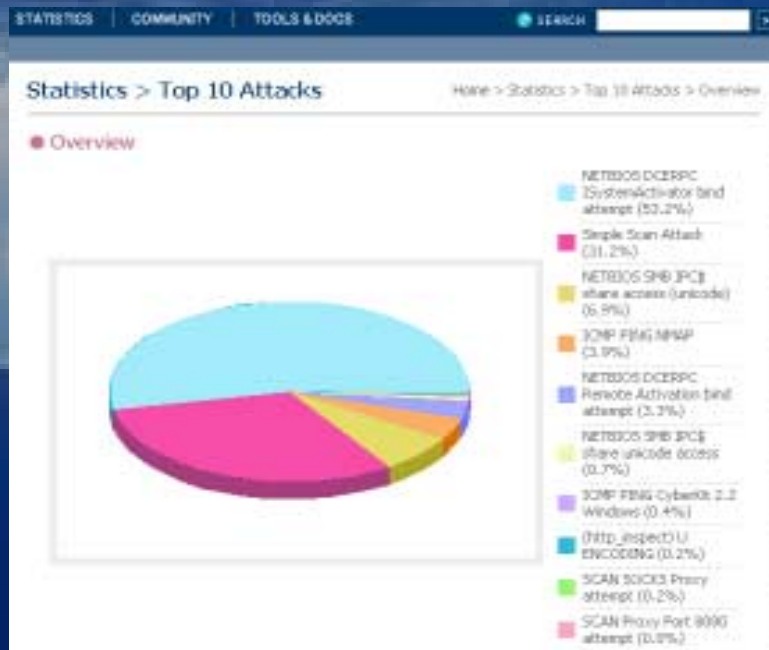 STATISTICS | COMMUNITY | TOOLS & DOCS
SEARCH
Statistics > Top 10 Attacks
Home > Statistics > Top 10 Attacks > Overview
Overview
NETBIOS DCERPC
ISystemActivator bind
attempt (53.2%)
Simple Scan Attack
(31.2%)
NETBIOS SMB IPC$
share access (unicode)
(6.9%)
ICMP PING NMAP
(3.9%)
NETBIOS DCERPC
Remote Activation bind
attempt (3.3%)
NETBIOS SMB IPC$
share unicode access
(0.7%)
ICMP PING CyberKit 2.2
Windows (0.4%)
(http_inspect) U
ENCODING (0.2%)
SCAN SOCKS Proxy
attempt (0.2%)
SCAN Proxy Port
attempt (0.0%)